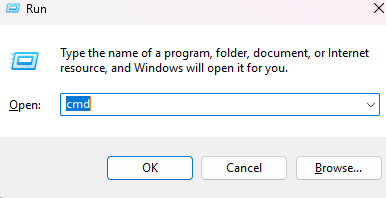 Run
Type the name of a program, folder, document, or Internet
resource, and Windows will open it for you.
Open: cmd
OK Cancel Browse...